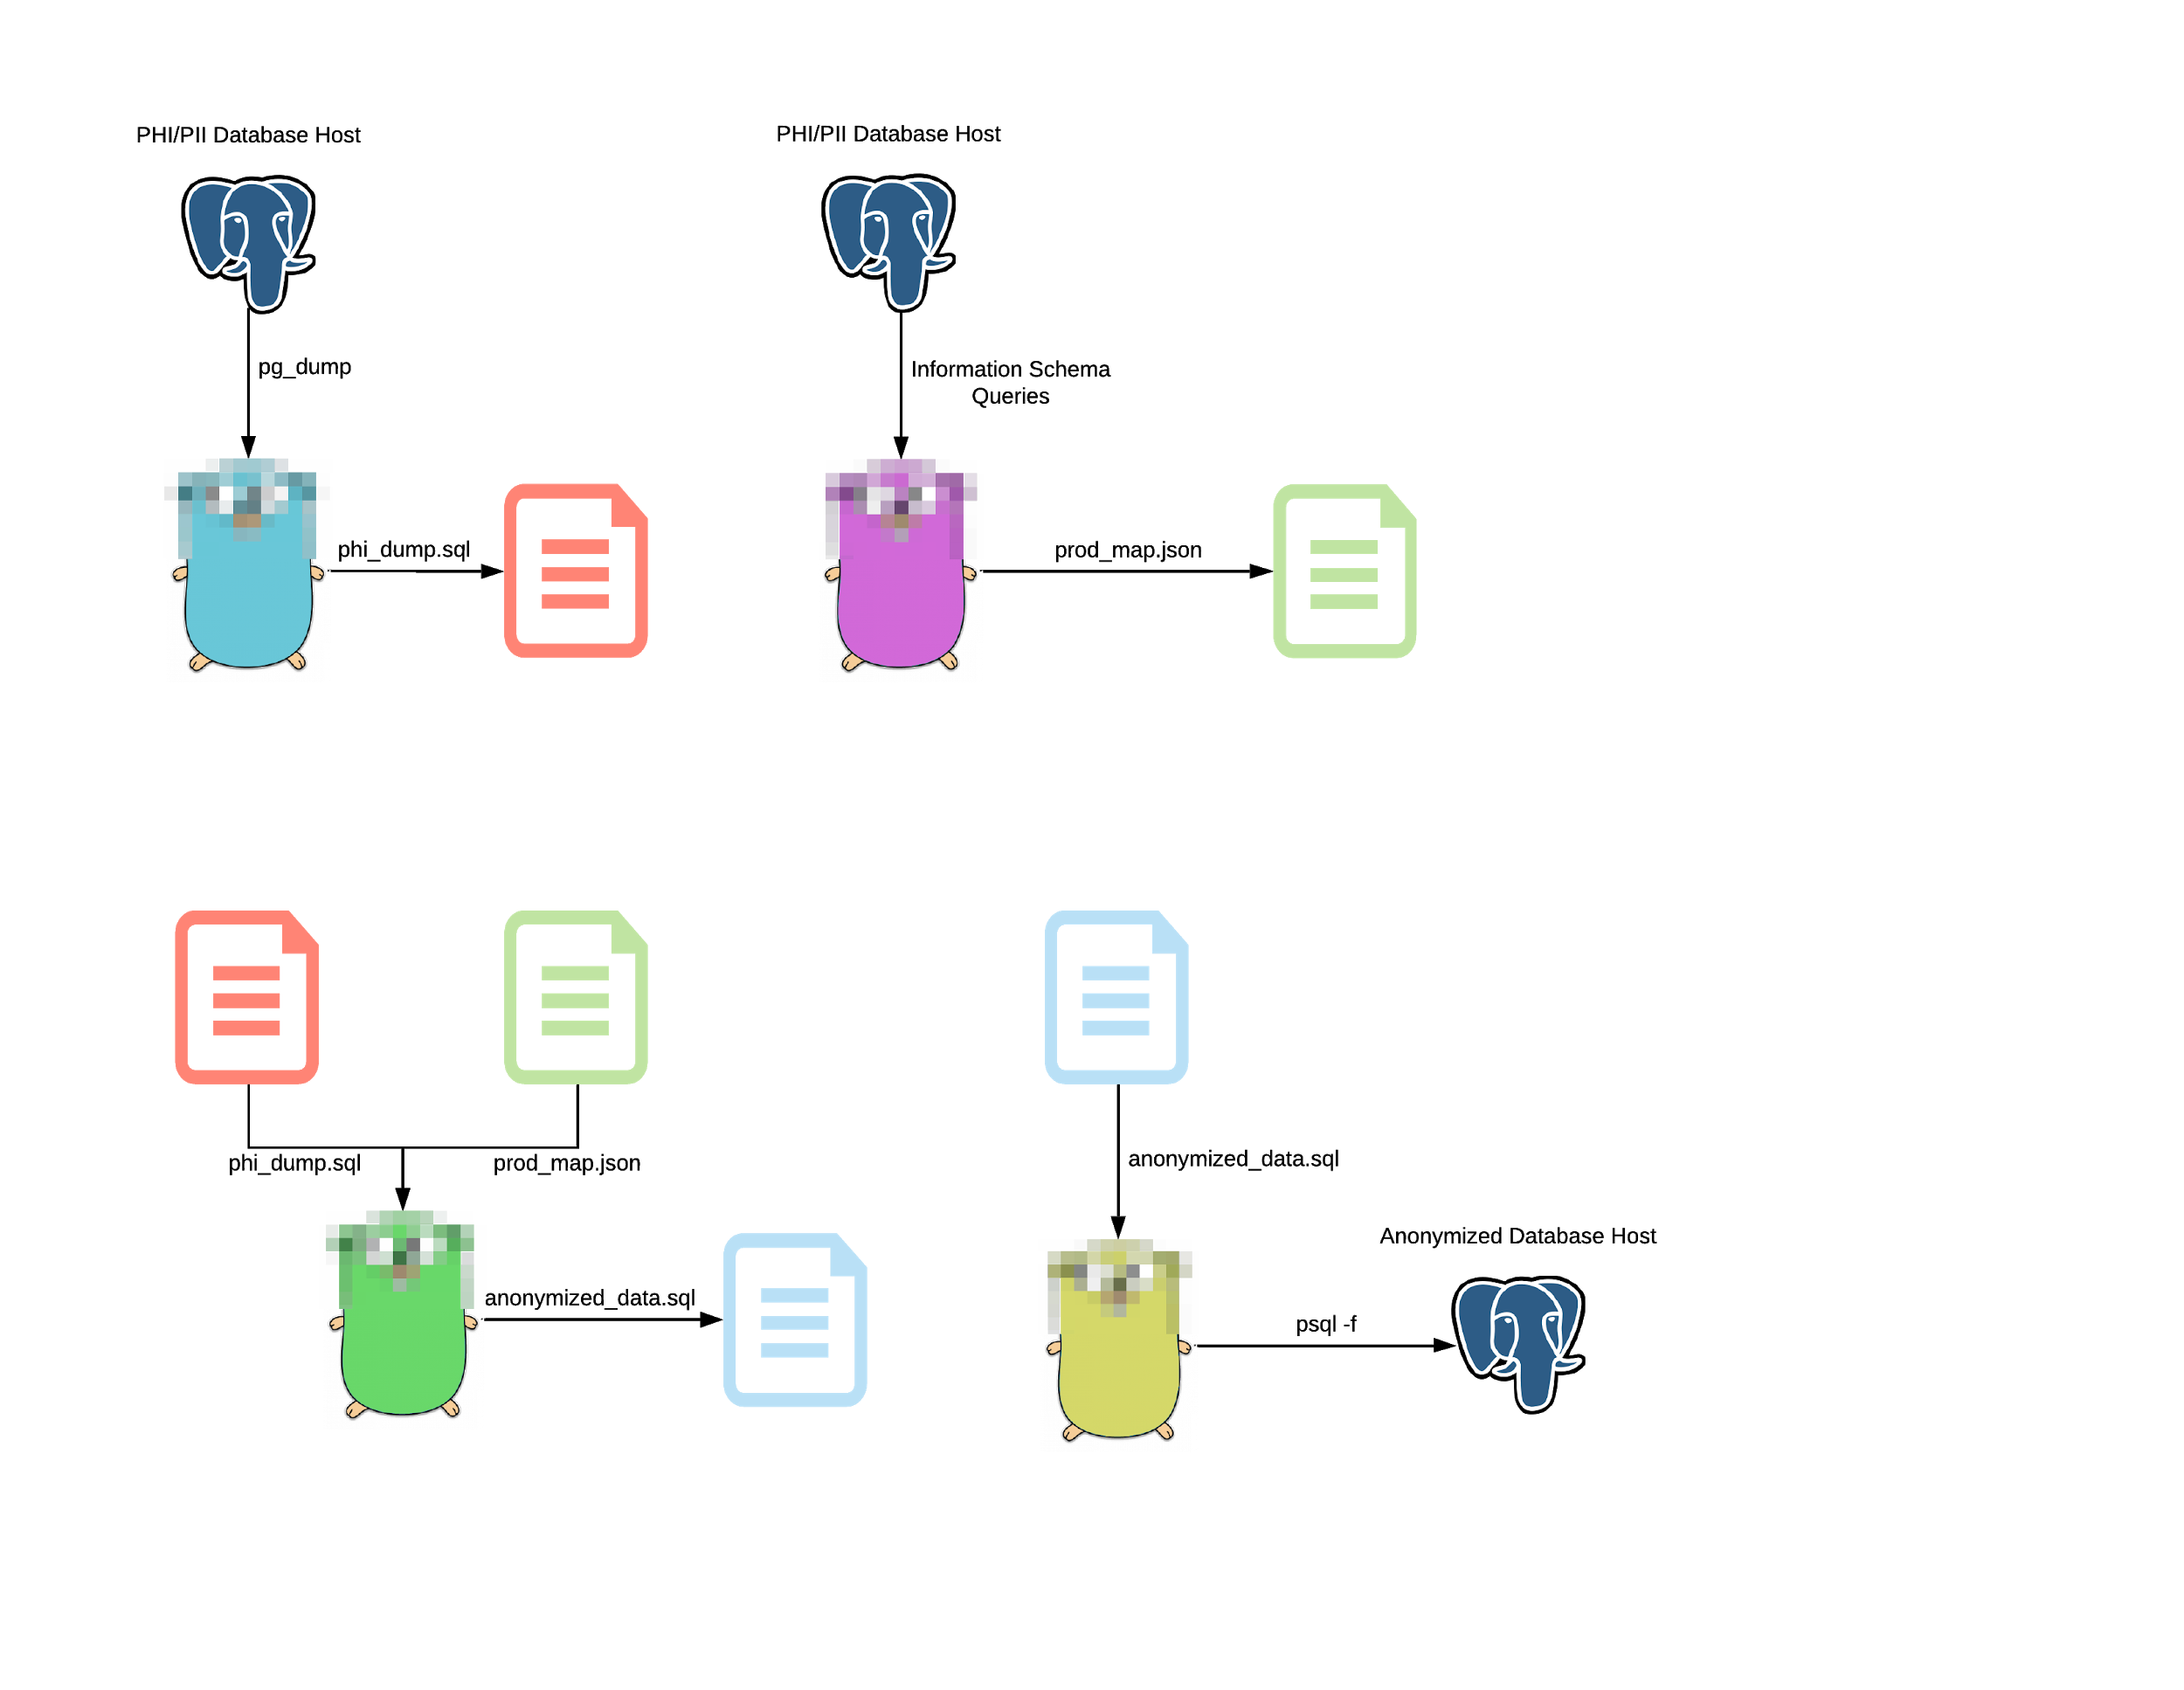 PHI/PII Database Host
PHI/PII Database Host
pg_dump
Information Schema
Queries
phi_dump.sql
prod_map.json
phi_dump.sql
prod_map.json
anonymized_data.sql
anonymized_data.sql
Anonymized Database Host
psql -f